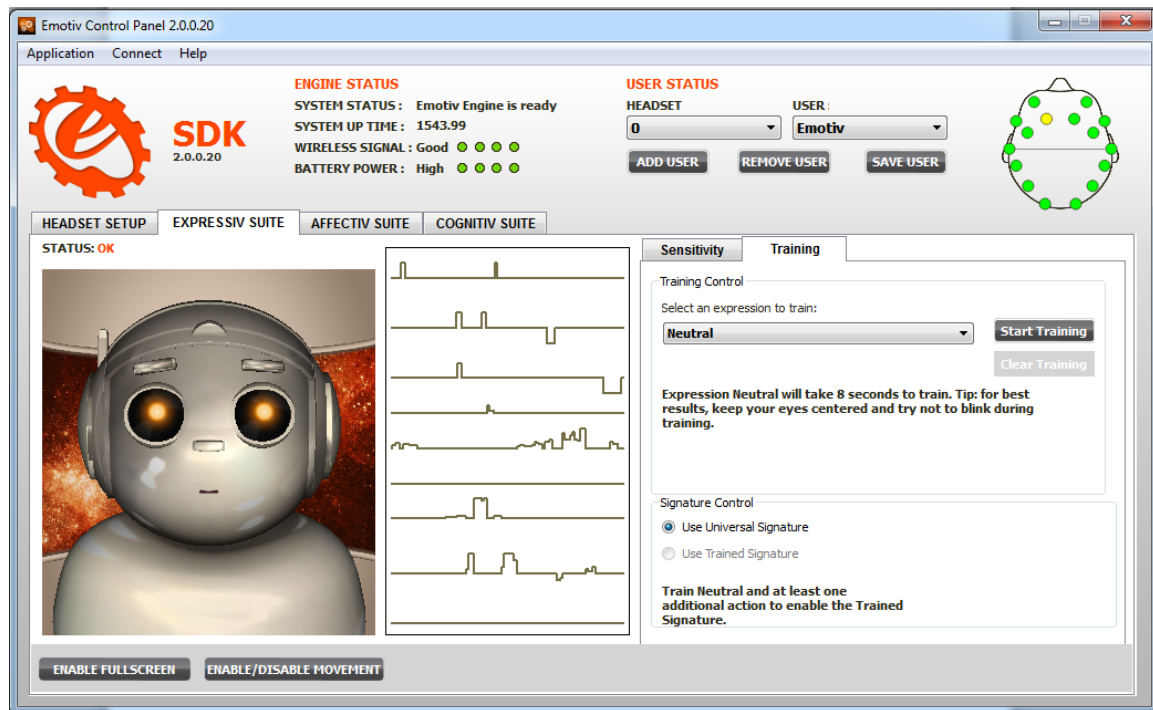 Emotiv Control Panel 2.0.0.20
Application Connect Help
SDK
2.0.0.20
ENGINE STATUS
SYSTEM STATUS : Emotiv Engine is ready
SYSTEM UP TIME : 1543.99
WIRELESS SIGNAL : Good
BATTERY POWER : High
USER STATUS
HEADSET USER :
0 Emotiv
ADD USER REMOVE USER SAVE USER
HEADSET SETUP EXPRESSIV SUITE AFFECTIV SUITE COGNITIV SUITE
STATUS: OK
Sensitivity Training
Training Control
Select an expression to train:
Neutral Start Training
Clear Training
Expression Neutral will take 8 seconds to train. Tip: for best
results, keep your eyes centered and try not to blink during
training.
Signature Control
Use Universal Signature
Use Trained Signature
Train Neutral and at least one
additional action to enable the Trained
Signature.
ENABLE FULLSCREEN ENABLE/DISABLE MOVEMENT